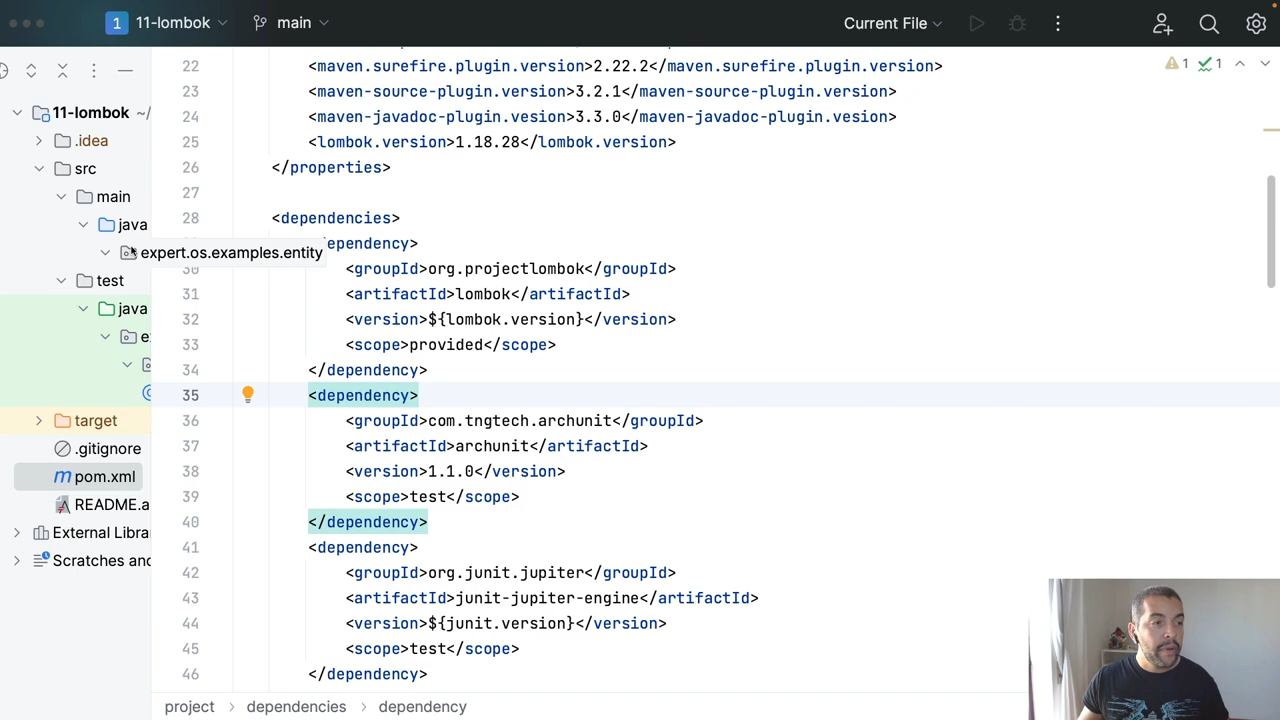 1 11-lombok main Current File
11-lombok ~/
.idea
src
main
java
expert.os.examples.entity
test
java
e
target
.gitignore
pom.xml
README.a
External Libra
Scratches and
22 <maven.surefire.plugin.version>2.22.2</maven.surefire.plugin.version>
23 <maven-source-plugin.version>3.2.1</maven-source-plugin.version>
24 <maven-javadoc-plugin.vesion>3.3.0</maven-javadoc-plugin.vesion>
25 <lombok.version>1.18.28</lombok.version>
26 </properties>
27
28 <dependencies>
ependency>
30 <groupId>org.projectlombok</groupId>
31 <artifactId>lombok</artifactId>
32 <version>${lombok.version}</version>
33 <scope>provided</scope>
34 </dependency>
35 <dependency>
36 <groupId>com.tngtech.archunit</groupId>
37 <artifactId>archunit</artifactId>
38 <version>1.1.0</version>
39 <scope>test</scope>
40 </dependency>
41 <dependency>
42 <groupId>org.junit.jupiter</groupId>
43 <artifactId>junit-jupiter-engine</artifactId>
44 <version>${junit.version}</version>
45 <scope>test</scope>
46 </dependency>
1 1
project > dependencies > dependency